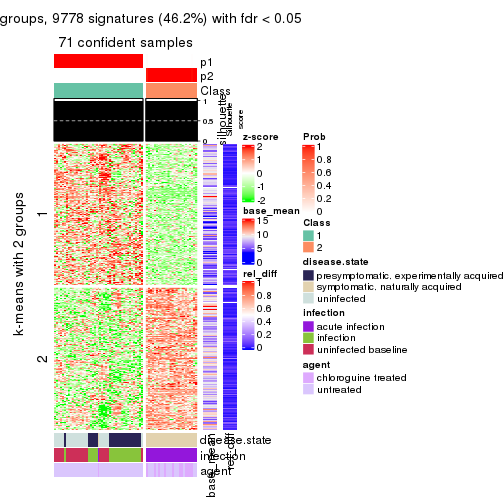 groups, 9778 signatures (46.2%) with fdr < 0.05
71 confident samples
p1
p2
Class
1
0.5
0
silhouette
Silhouette
score
k-means with 2 groups
1
2
z-score
2
1
0
-1
-2
base_mean
15
10
5
0
rel_diff
1
0.8
0.6
0.4
0.2
0
Prob
1
0.8
0.6
0.4
0.2
0
Class
1
2
disease.state
presymptomatic. experimentally acquired
symptomatic. naturally acquired
uninfected
infection
acute infection
infection
uninfected baseline
agent
chloroguine treated
untreated
disease.state
infection
agent
base_mean
rel_diff